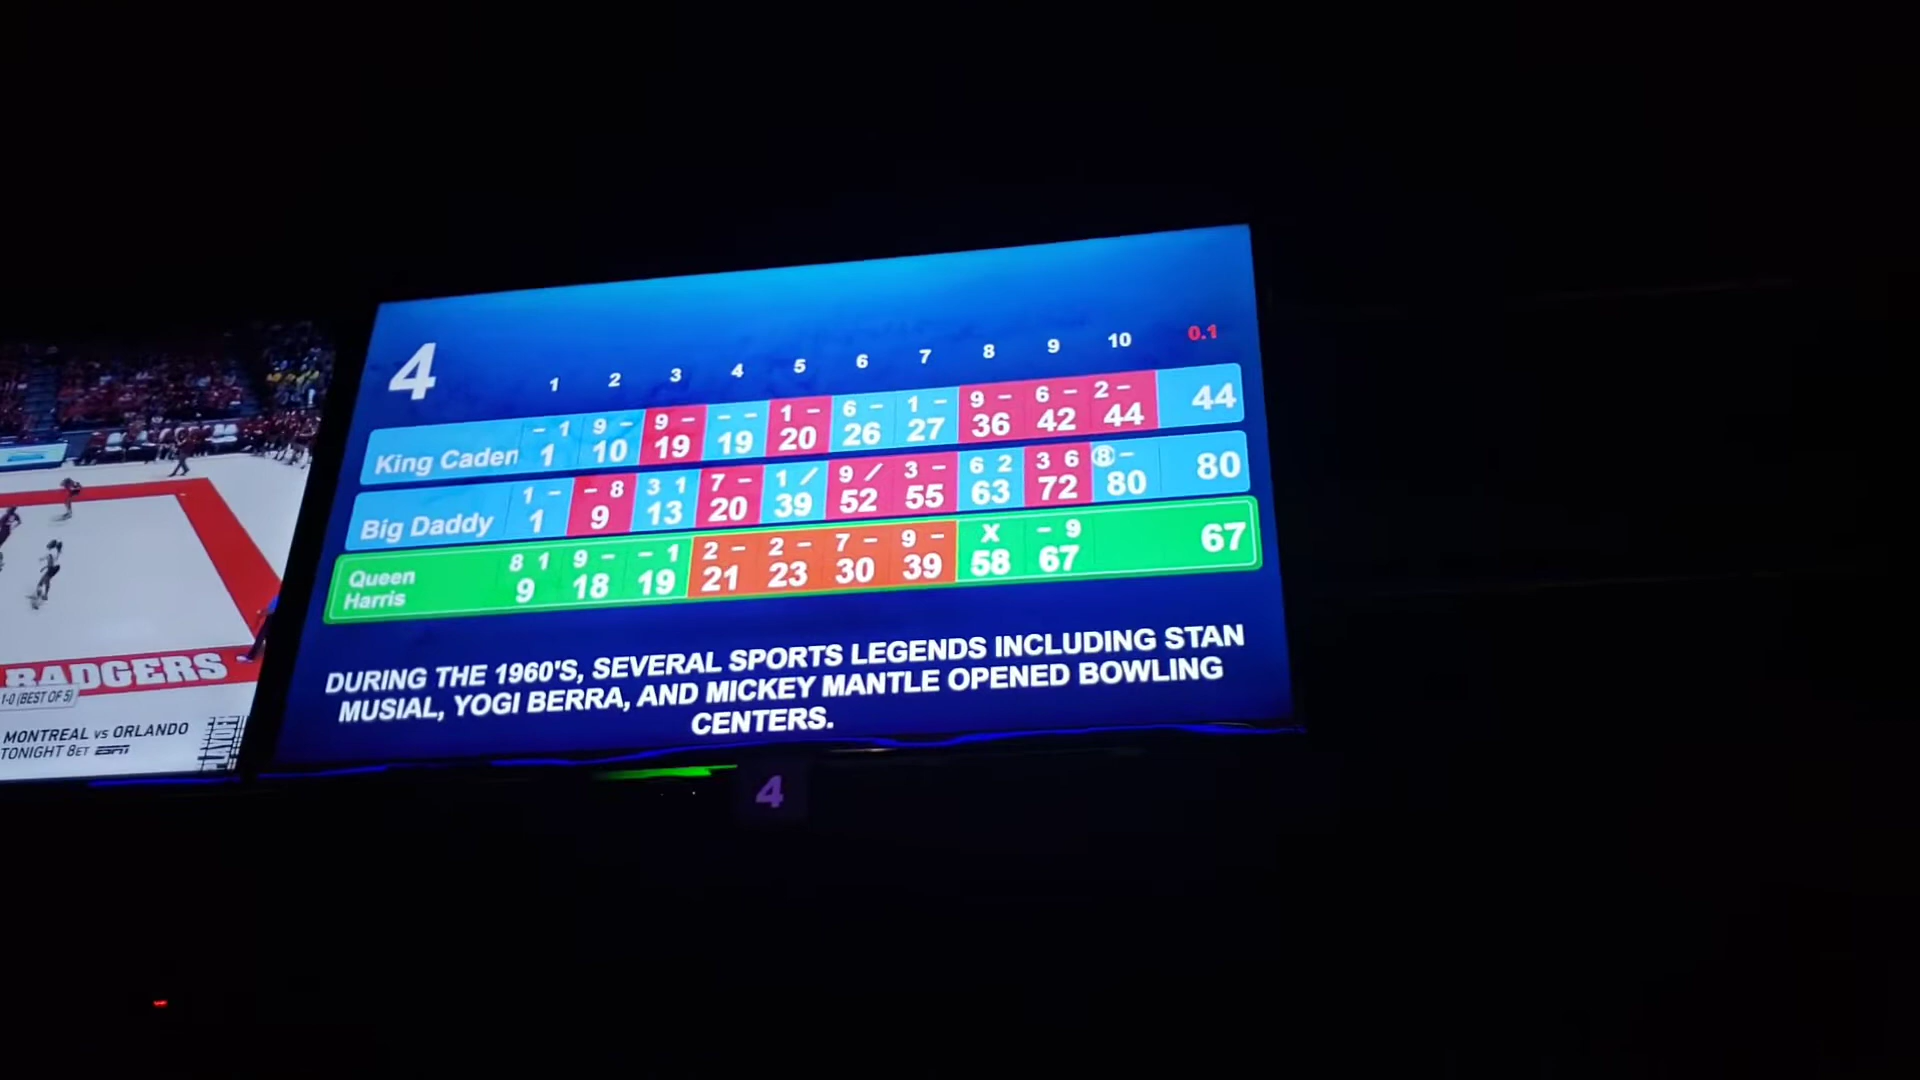 4
1 2 3 4 5 6 7 8 9 10 0.1
- 1 9 - 9 - - - 1 - 6 - 1 - 9 - 6 - 2 -
King Caden 1 10 19 19 20 26 27 36 42 44 44
1 - - 8 3 1 7 - 1 / 9 / 3 - 6 2 3 6 8 -
Big Daddy 1 9 13 20 39 52 55 63 72 80 80
8 1 9 - - 1 2 - 2 - 7 - 9 - X - 9
Queen
Harris 9 18 19 21 23 30 39 58 67 67
DURING THE 1960'S, SEVERAL SPORTS LEGENDS INCLUDING STAN
MUSIAL, YOGI BERRA, AND MICKEY MANTLE OPENED BOWLING
CENTERS.
4
BADGERS
1-0 (BEST OF 5)
MONTREAL vs ORLANDO
TONIGHT 8ET ESPN